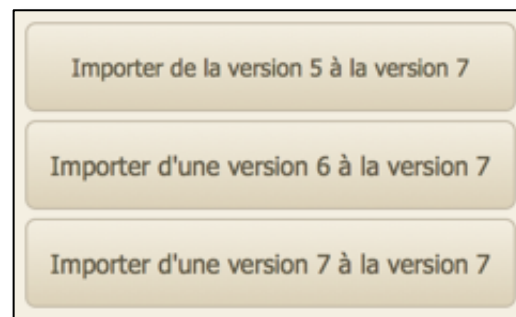 Importer de la version 5 à la version 7
Importer d'une version 6 à la version 7
Importer d'une version 7 à la version 7